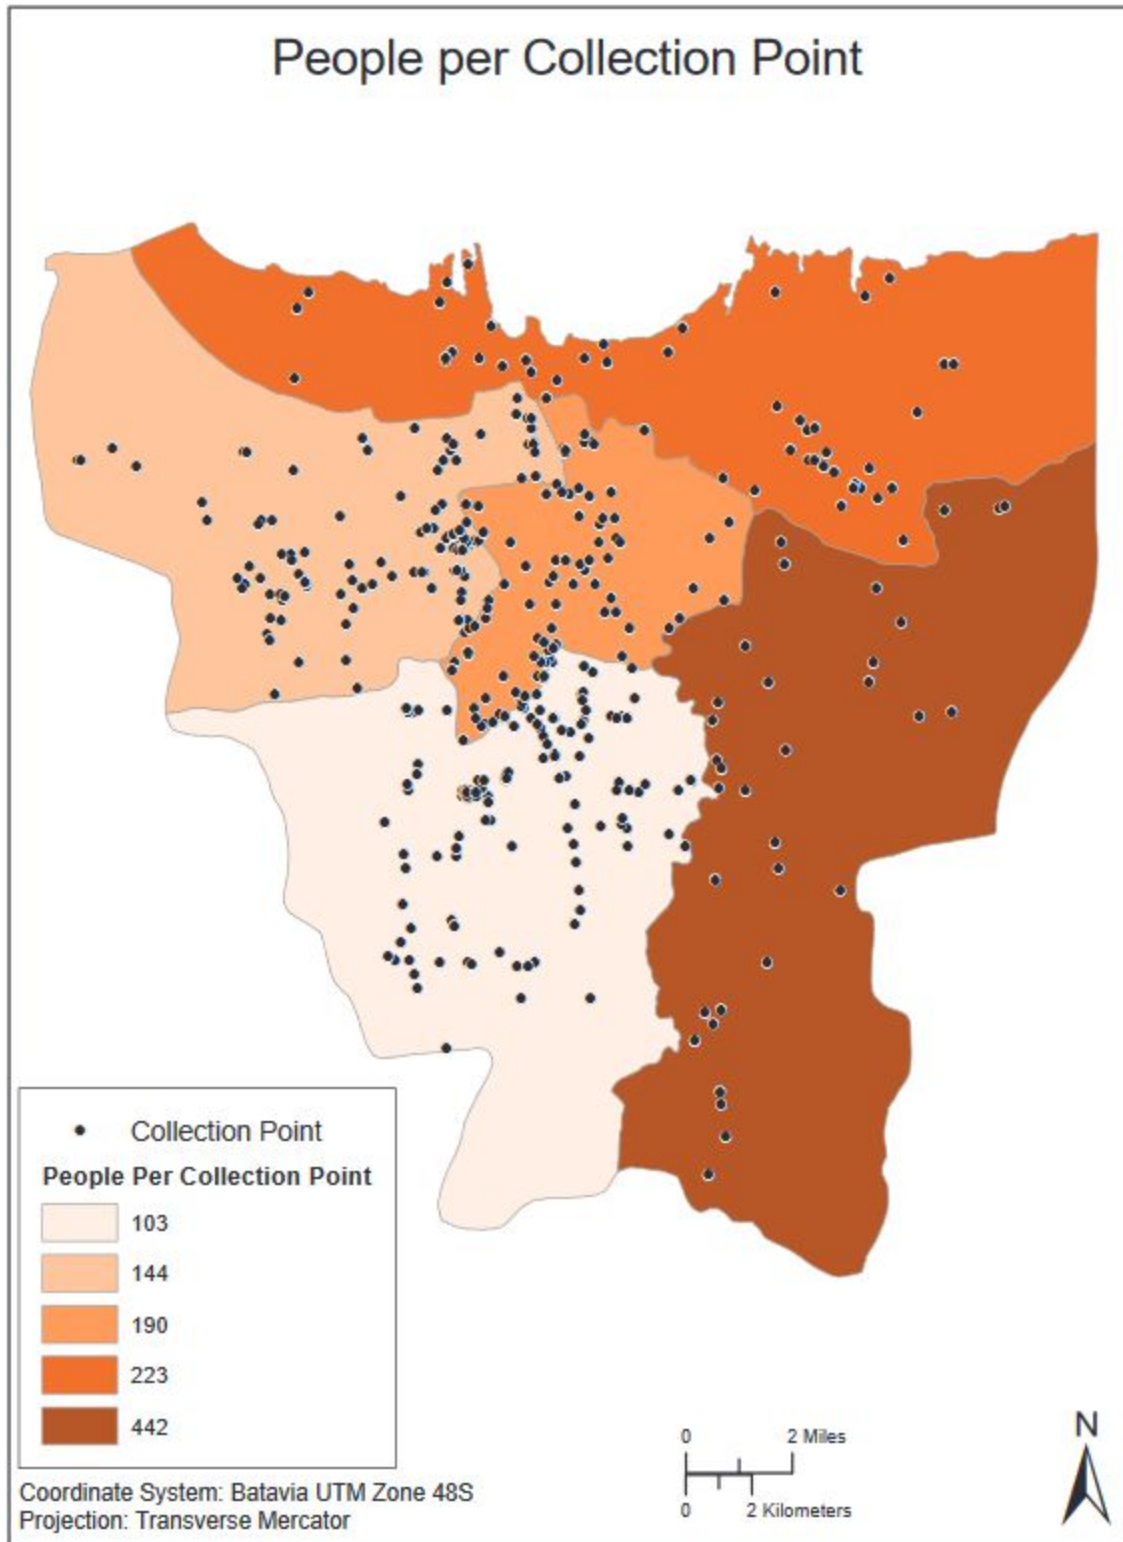 People per Collection Point
Collection Point
People Per Collection Point
103
144
190
223
442
0 2 Miles
0 2 Kilometers
N
Coordinate System: Batavia UTM Zone 48S
Projection: Transverse Mercator